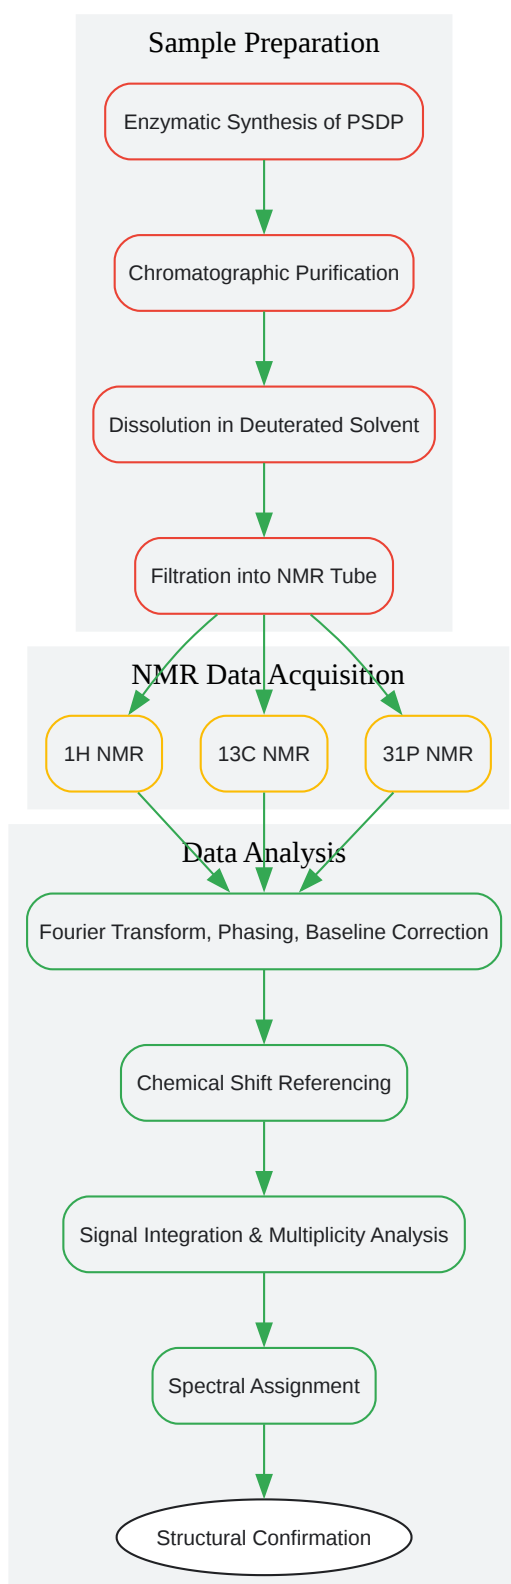 Sample Preparation
Enzymatic Synthesis of PSDP
Chromatographic Purification
Dissolution in Deuterated Solvent
Filtration into NMR Tube
NMR Data Acquisition
1H NMR
13C NMR
31P NMR
Data Analysis
Fourier Transform, Phasing, Baseline Correction
Chemical Shift Referencing
Signal Integration & Multiplicity Analysis
Spectral Assignment
Structural Confirmation